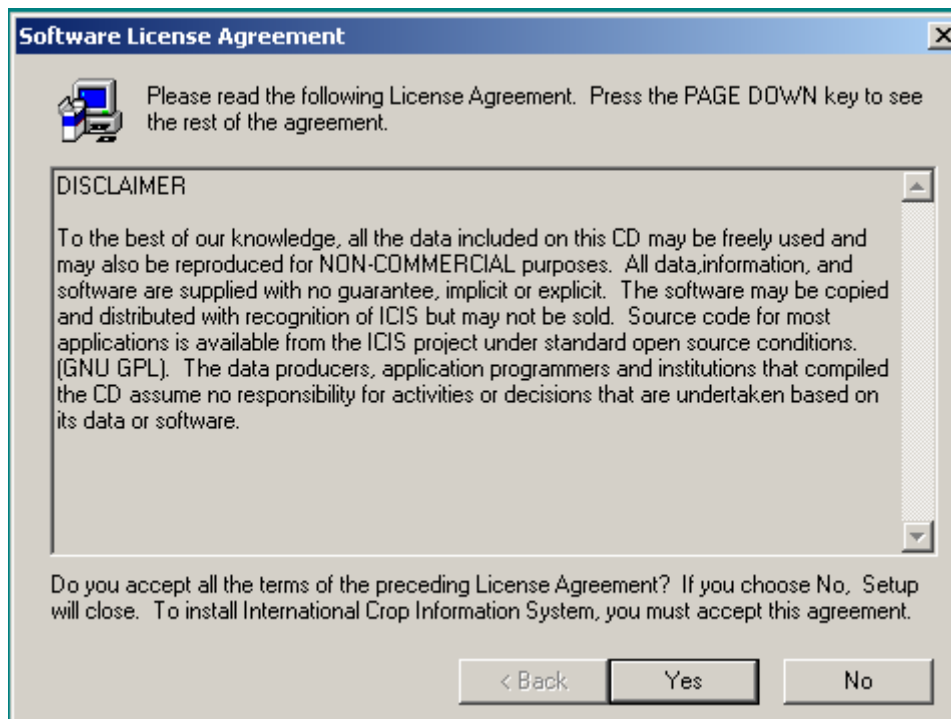 Software License Agreement
Please read the following License Agreement. Press the PAGE DOWN key to see
the rest of the agreement.
DISCLAIMER
To the best of our knowledge, all the data included on this CD may be freely used and
may also be reproduced for NON-COMMERCIAL purposes. All data,information, and
software are supplied with no guarantee, implicit or explicit. The software may be copied
and distributed with recognition of ICIS but may not be sold. Source code for most
applications is available from the ICIS project under standard open source conditions.
(GNU GPL). The data producers, application programmers and institutions that compiled
the CD assume no responsibility for activities or decisions that are undertaken based on
its data or software.
Do you accept all the terms of the preceding License Agreement? If you choose No, Setup
will close. To install International Crop Information System, you must accept this agreement.
< Back Yes No